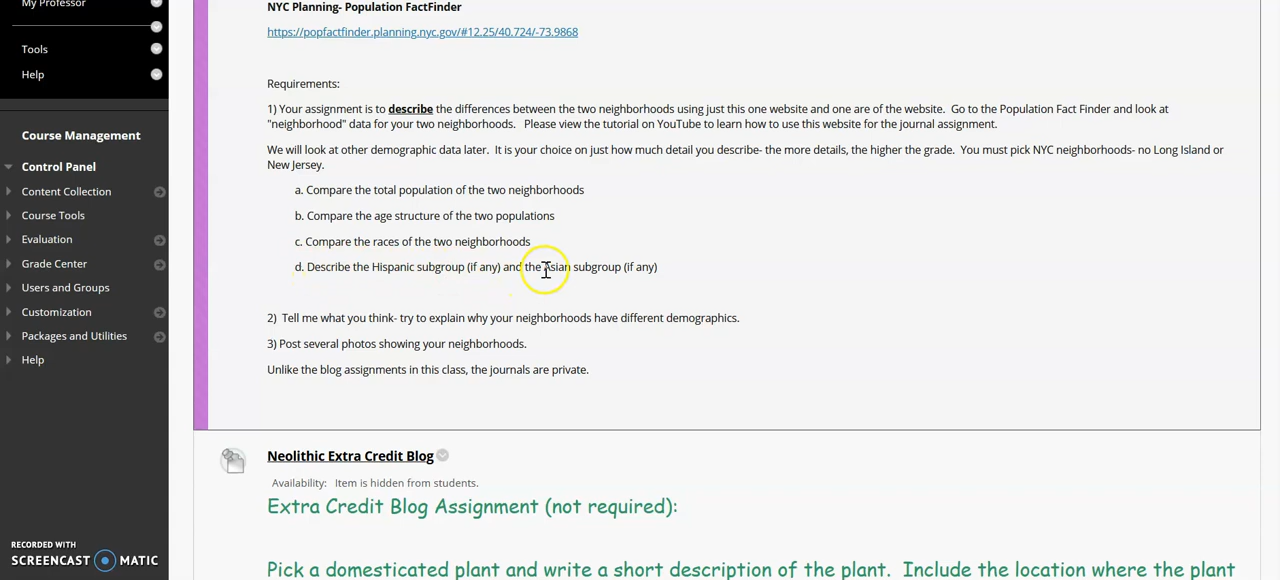 My Professor
Tools
Help
Course Management
Control Panel
Content Collection
Course Tools
Evaluation
Grade Center
Users and Groups
Customization
Packages and Utilities
Help
RECORDED WITH
SCREENCAST MATIC
NYC Planning- Population FactFinder
https://popfactfinder.planning.nyc.gov/#12.25/40.724/-73.9868
Requirements:
1) Your assignment is to describe the differences between the two neighborhoods using just this one website and one are of the website.  Go to the Population Fact Finder and look at
"neighborhood" data for your two neighborhoods.   Please view the tutorial on YouTube to learn how to use this website for the journal assignment.
We will look at other demographic data later.  It is your choice on just how much detail you describe- the more details, the higher the grade.  You must pick NYC neighborhoods- no Long Island or
New Jersey.
a. Compare the total population of the two neighborhoods
b. Compare the age structure of the two populations
c. Compare the races of the two neighborhoods
d. Describe the Hispanic subgroup (if any) and the Asian subgroup (if any)
2)  Tell me what you think- try to explain why your neighborhoods have different demographics.
3) Post several photos showing your neighborhoods.
Unlike the blog assignments in this class, the journals are private.
Neolithic Extra Credit Blog
Availability:   Item is hidden from students.
Extra Credit Blog Assignment (not required):
Pick a domesticated plant and write a short description of the plant.  Include the location where the plant